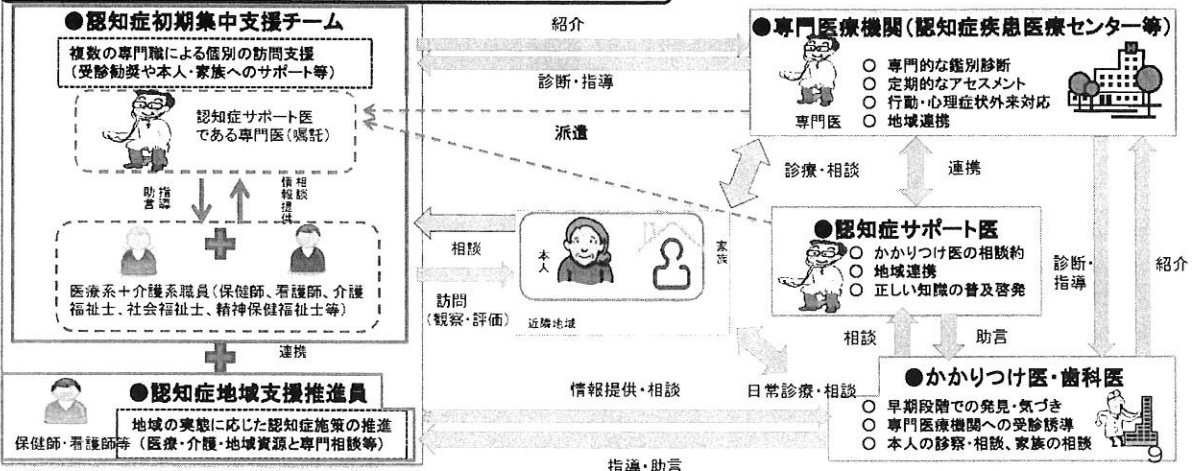 ●認知症初期集中支援チーム
複数の専門職による個別の訪問支援
(受診勧奨や本人・家族へのサポート等)
認知症サポート医
である専門医(嘱託)
指導
助言
相談
情報提供
医療系+介護系職員(保健師、看護師、介護
福祉士、社会福祉士、精神保健福祉士等)
連携
●認知症地域支援推進員
地域の実態に応じた認知症施策の推進
(医療・介護・地域資源と専門相談等)
保健師・看護師等
紹介
診断・指導
派遣
相談
訪問
(観察・評価)
本人
家族
近隣地域
診療・相談
連携
●専門医療機関(認知症疾患医療センター等)
専門医
○ 専門的な鑑別診断
○ 定期的なアセスメント
○ 行動・心理症状外来対応
○ 地域連携
●認知症サポート医
○ かかりつけ医の相談約
○ 地域連携
○ 正しい知識の普及啓発
診断・
指導
紹介
相談
助言
情報提供・相談
日常診療・相談
指導・助言
●かかりつけ医・歯科医
○ 早期段階での発見・気づき
○ 専門医療機関への受診誘導
○ 本人の診察・相談、家族の相談
9